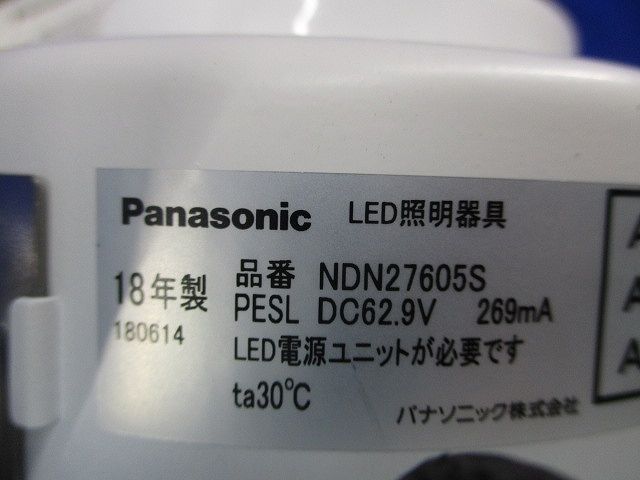 Panasonic LED照明器具
18年製 品番 NDN27605S
180614 PESL DC62.9V 269mA
LED電源ユニットが必要です
ta30℃
パナソニック株式会社
A
A
A